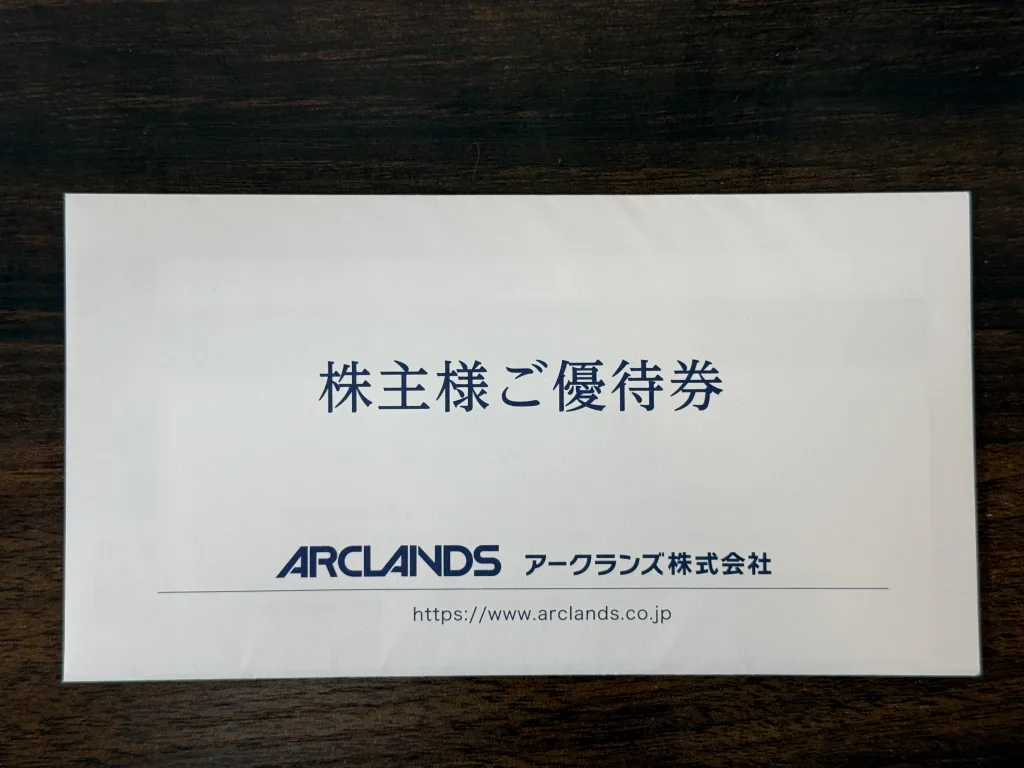 株主様ご優待券
ARCLANDS アークランズ株式会社
https://www.arclands.co.jp